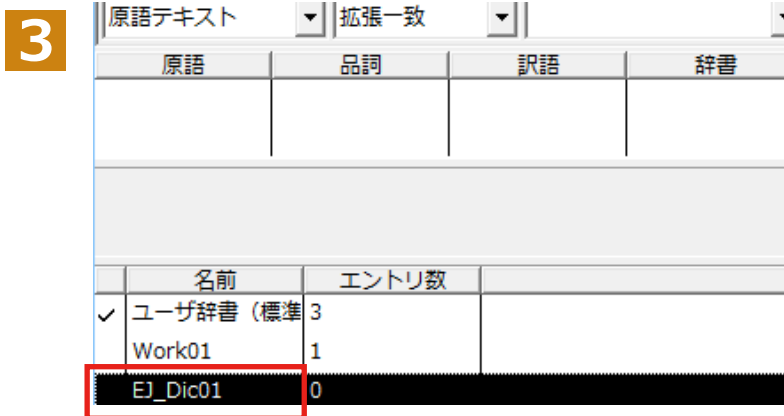 3
原語テキスト 拡張一致
原語 品詞 訳語 辞書
名前 エントリ数
ユーザ辞書（標準 3
Work01 1
EJ_Dic01 0